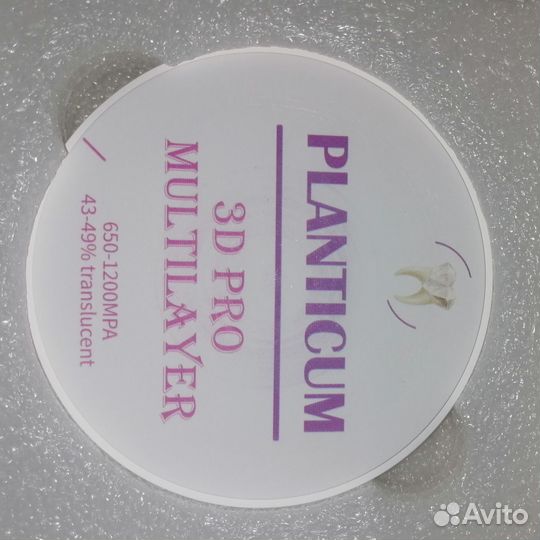 PLANTICUM
3D PRO
MULTILAYER
650-1200MPA
43-49% translucent
Avito